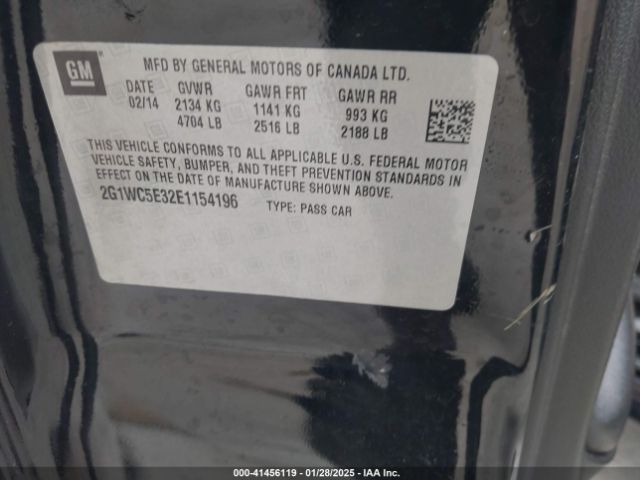 GM
MFD BY GENERAL MOTORS OF CANADA LTD.
DATE GVWR GAWR FRT GAWR RR
02/14 2134 KG 1141 KG 993 KG
4704 LB 2516 LB 2188 LB
THIS VEHICLE CONFORMS TO ALL APPLICABLE U.S. FEDERAL MOTOR
VEHICLE SAFETY, BUMPER, AND THEFT PREVENTION STANDARDS IN
EFFECT ON THE DATE OF MANUFACTURE SHOWN ABOVE.
2G1WC5E32E1154196 TYPE: PASS CAR
000-41456119 | 01/28/2025 | IAA Inc.